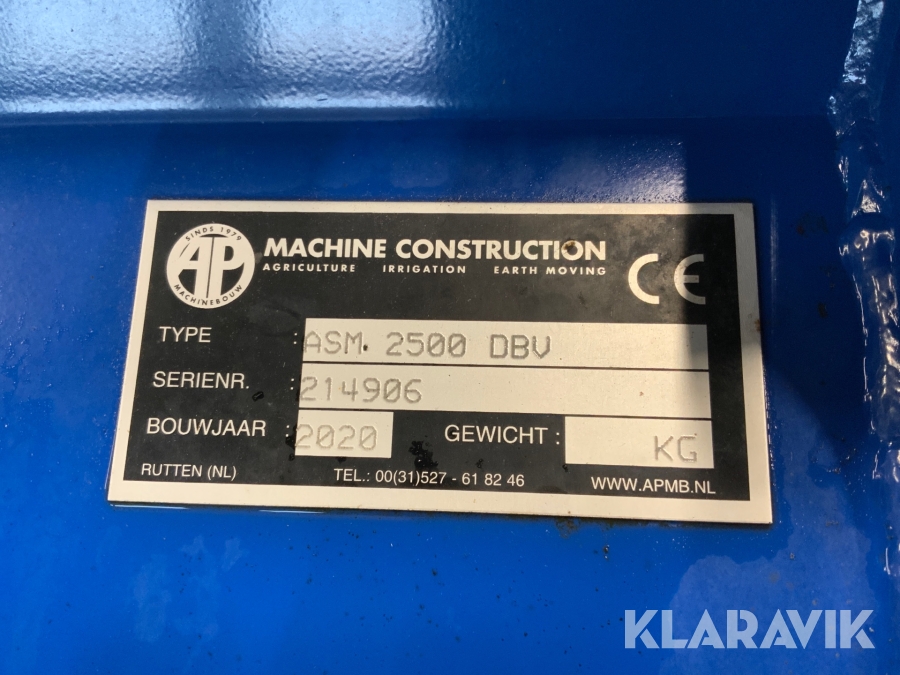 SINDS 1979
AP
MACHINEBOUW
MACHINE CONSTRUCTION
AGRICULTURE IRRIGATION EARTH MOVING
CE
TYPE : ASM. 2500 DBV
SERIENR. : 214906
BOUWJAAR : 2020 GEWICHT : KG
RUTTEN (NL) TEL.: 00(31)527 - 61 82 46 WWW.APMB.NL
KLARAVIK